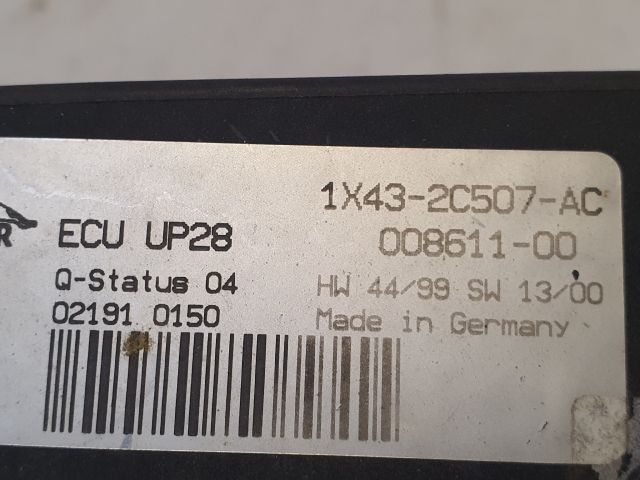 1X43-2C507-AC
ECU UP28
008611-00
Q-Status 04
HW 44/99 SW 13/00
02191 0150
Made in Germany